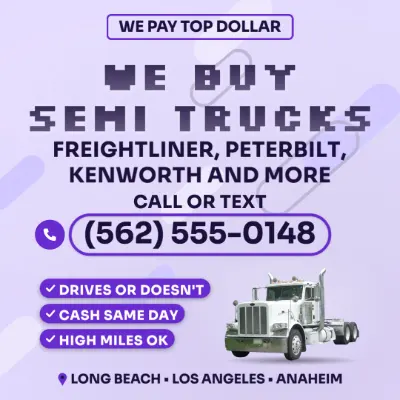 WE PAY TOP DOLLAR
WE BUY
SEMI TRUCKS
FREIGHTLINER, PETERBILT,
KENWORTH AND MORE
CALL OR TEXT
(562) 555-0148
DRIVES OR DOESN'T
CASH SAME DAY
HIGH MILES OK
LONG BEACH • LOS ANGELES • ANAHEIM